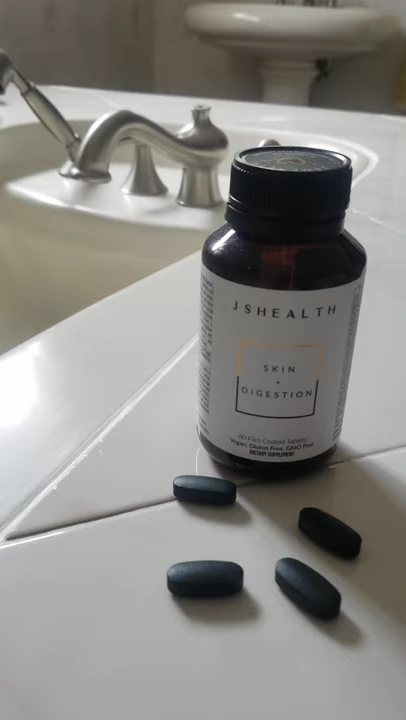 JSHEALTH
SKIN
+
DIGESTION
60 Film Coated Tablets
Vegan, Gluten Free, GMO Free
DIETARY SUPPLEMENT